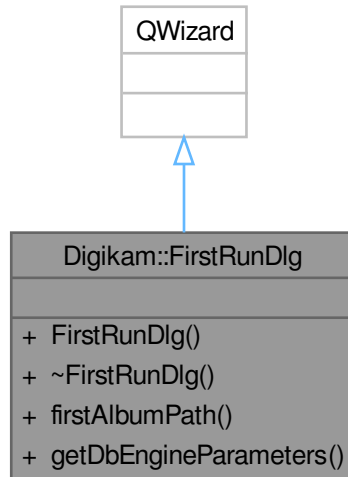 QWizard
Digikam::FirstRunDlg
+ FirstRunDlg()
+ ~FirstRunDlg()
+ firstAlbumPath()
+ getDbEngineParameters()